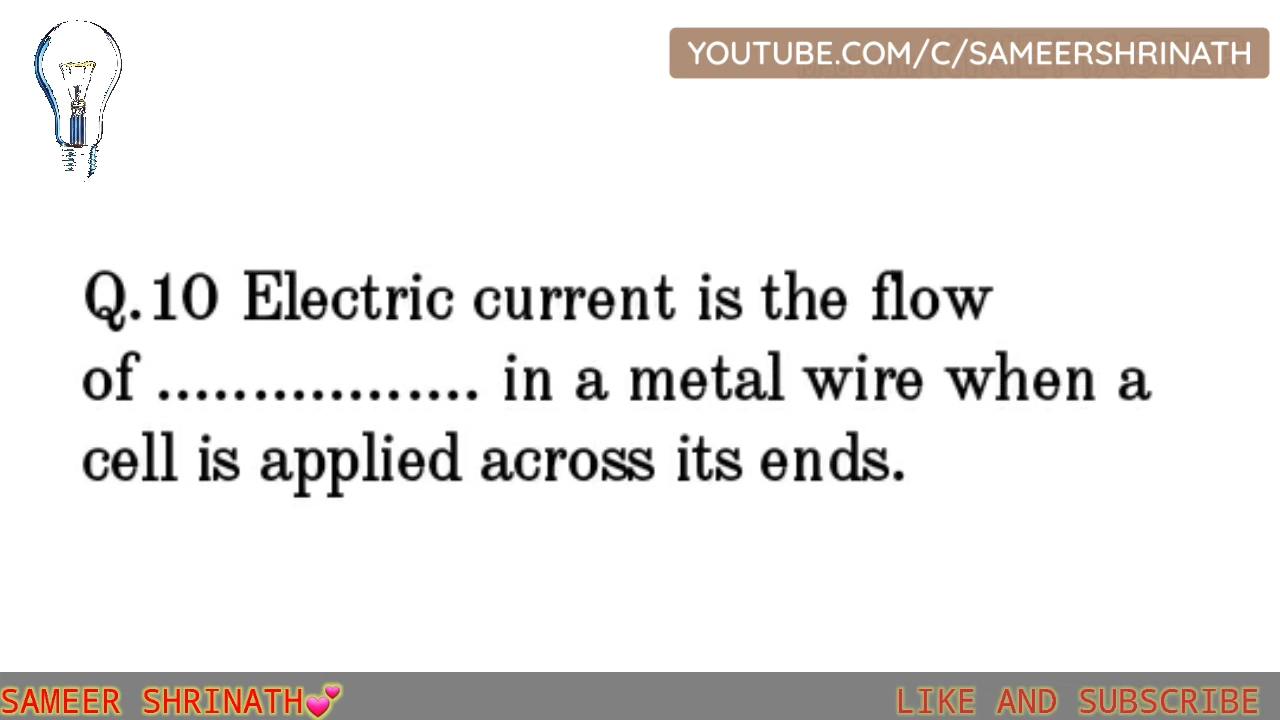 YOUTUBE.COM/C/SAMEERSHRINATH
Q.10 Electric current is the flow
of ................. in a metal wire when a
cell is applied across its ends.
SAMEER SHRINATH💕
LIKE AND SUBSCRIBE